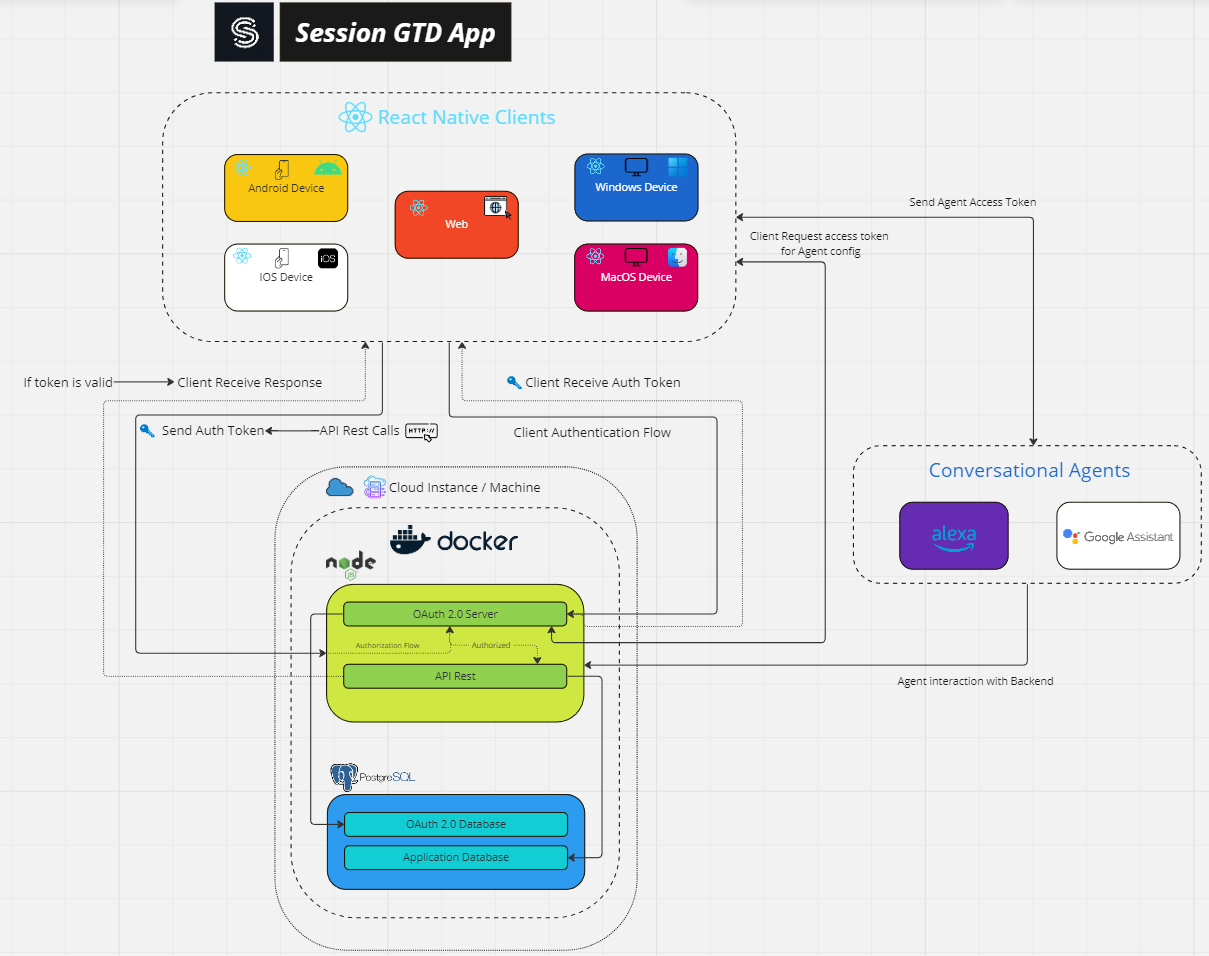 Session GTD App
React Native Clients
Android Device
Web
Windows Device
IOS Device
iOS
MacOS Device
Send Agent Access Token
Client Request access token
for Agent config
If token is valid
Client Receive Response
Client Receive Auth Token
Send Auth Token
API Rest Calls
HTTP://
Client Authentication Flow
Conversational Agents
alexa
Google Assistant
Cloud Instance / Machine
docker
node
JS
OAuth 2.0 Server
Authorization Flow
Authorized
API Rest
Agent interaction with Backend
PostgreSQL
OAuth 2.0 Database
Application Database